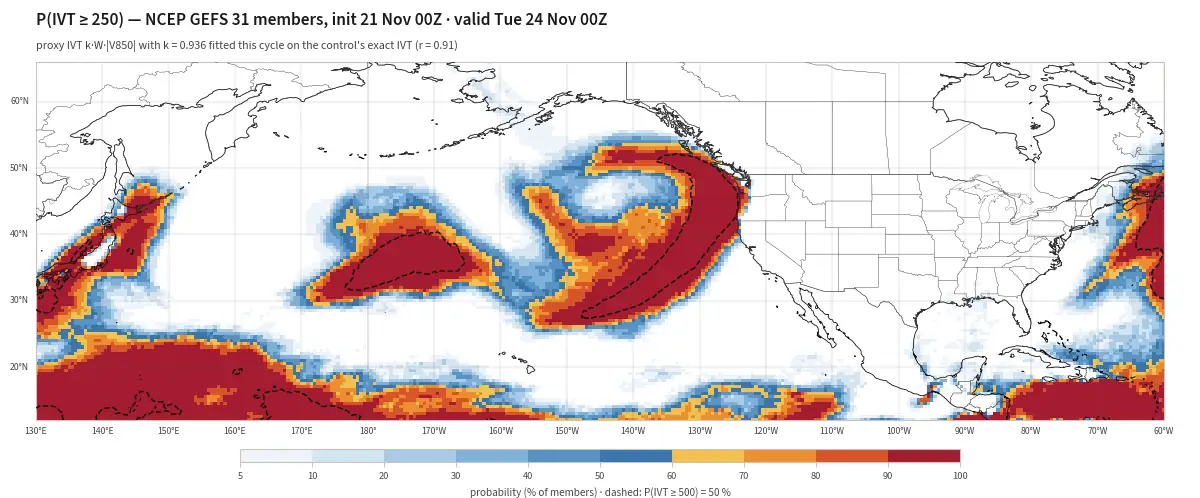 P(IVT ≥ 250) — NCEP GEFS 31 members, init 21 Nov 00Z · valid Tue 24 Nov 00Z
proxy IVT k·W·|V850| with k = 0.936 fitted this cycle on the control's exact IVT (r = 0.91)
60°N
50°N
40°N
30°N
20°N
130°E 140°E 150°E 160°E 170°E 180° 170°W 160°W 150°W 140°W 130°W 120°W 110°W 100°W 90°W 80°W 70°W 60°W
5 10 20 30 40 50 60 70 80 90 100
probability (% of members) · dashed: P(IVT ≥ 500) = 50 %